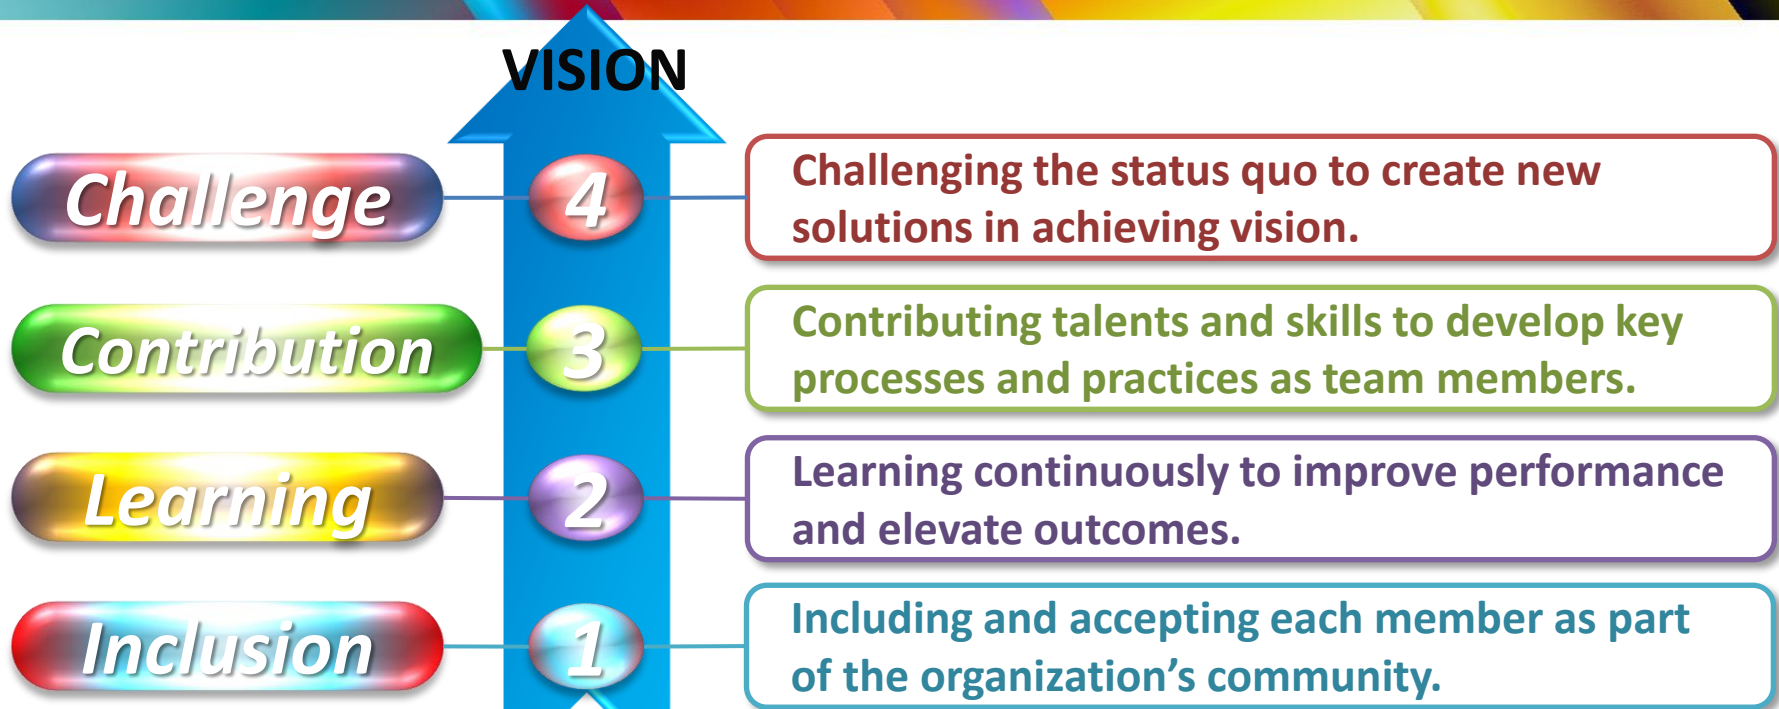 VISION
Challenge
4
Challenging the status quo to create new
solutions in achieving vision.
Contribution
3
Contributing talents and skills to develop key
processes and practices as team members.
Learning
2
Learning continuously to improve performance
and elevate outcomes.
Inclusion
1
Including and accepting each member as part
of the organization’s community.